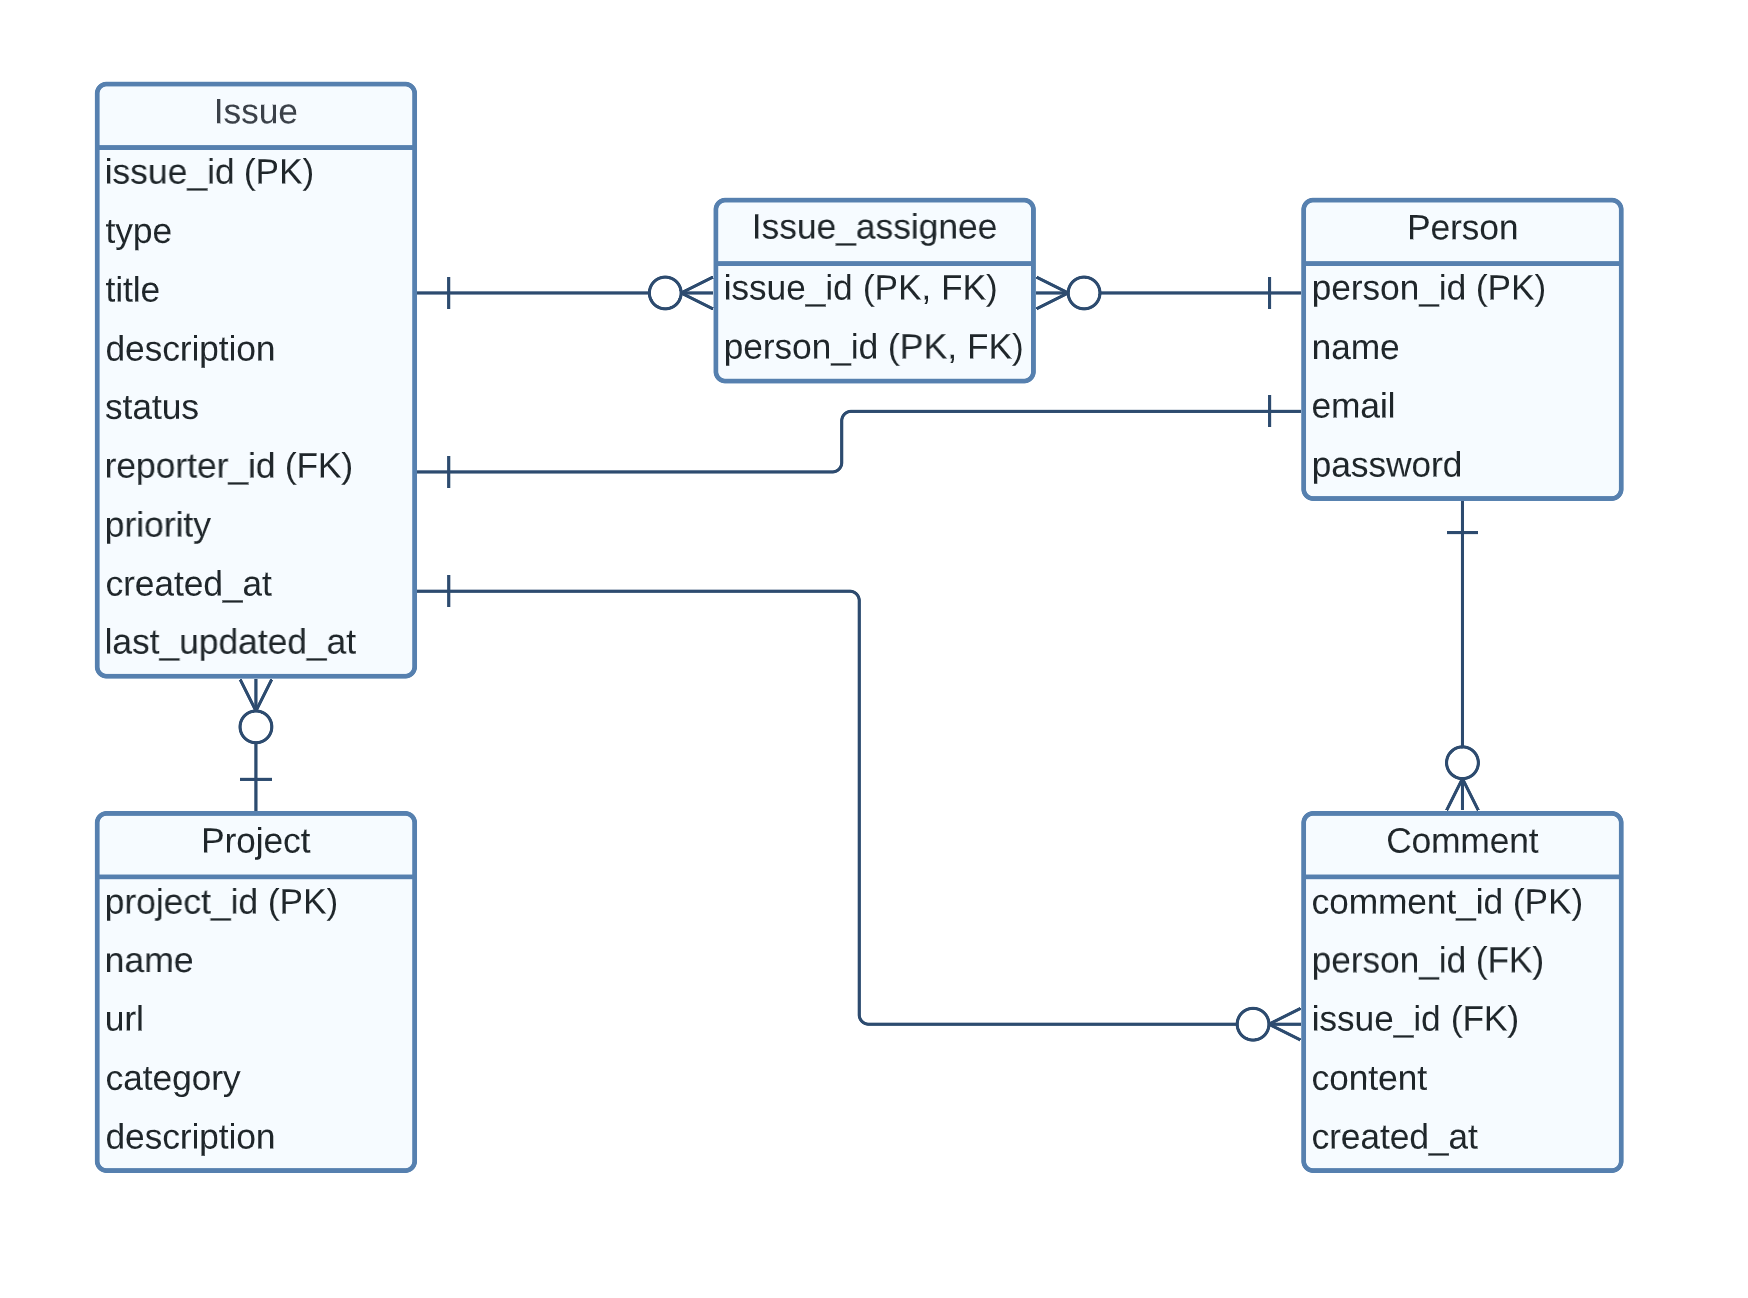 Issue
issue_id (PK)
type
title
description
status
reporter_id (FK)
priority
created_at
last_updated_at
Issue_assignee
issue_id (PK, FK)
person_id (PK, FK)
Person
person_id (PK)
name
email
password
Project
project_id (PK)
name
url
category
description
Comment
comment_id (PK)
person_id (FK)
issue_id (FK)
content
created_at